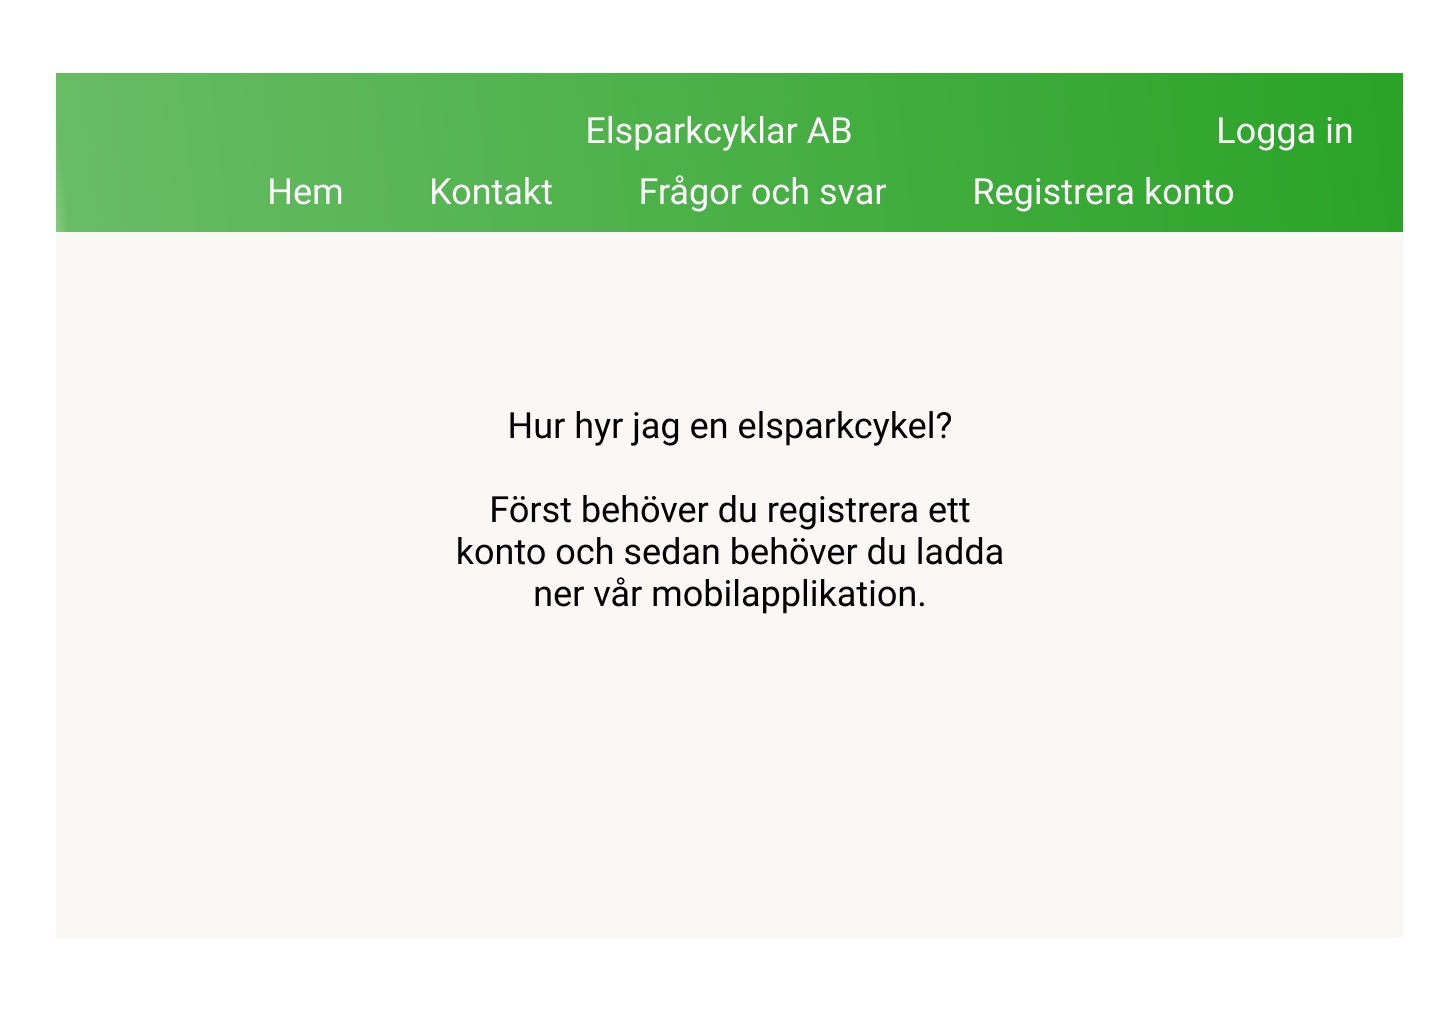 Elsparkcyklar AB
Logga in
Hem
Kontakt
Frågor och svar
Registrera konto
Hur hyr jag en elsparkcykel?
Först behöver du registrera ett
konto och sedan behöver du ladda
ner vår mobilapplikation.